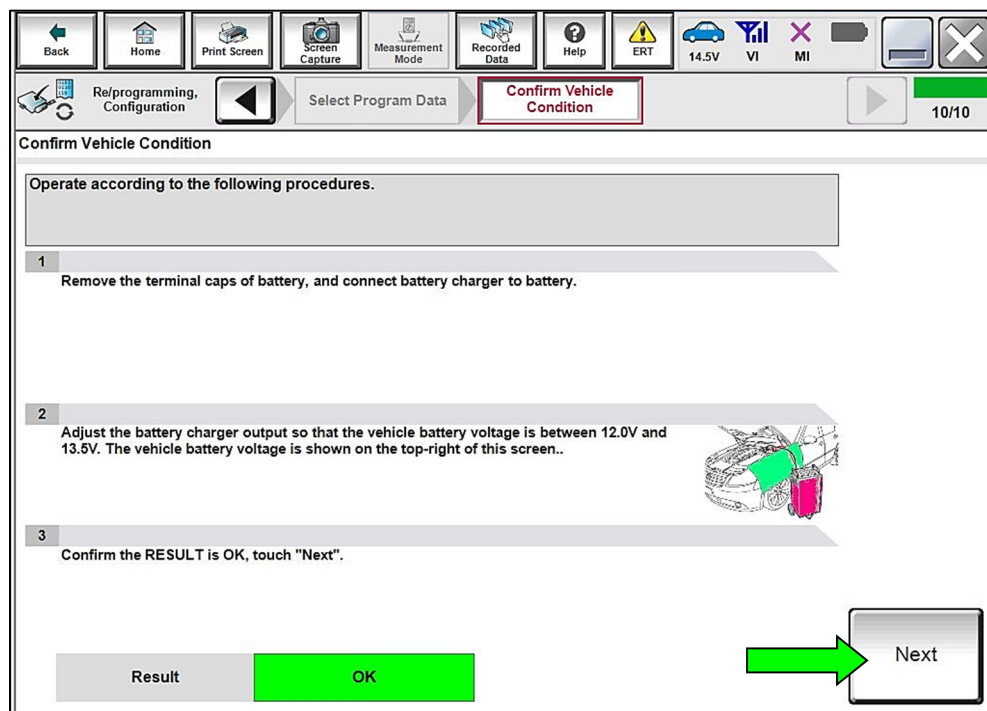 Back
Home
Print Screen
Screen
Capture
Measurement
Mode
Recorded
Data
Help
ERT
14.5V
VI
MI
Re/programming,
Configuration
Select Program Data
Confirm Vehicle
Condition
10/10
Confirm Vehicle Condition
Operate according to the following procedures.
1
Remove the terminal caps of battery, and connect battery charger to battery.
2
Adjust the battery charger output so that the vehicle battery voltage is between 12.0V and
13.5V. The vehicle battery voltage is shown on the top-right of this screen..
3
Confirm the RESULT is OK, touch "Next".
Next
Result
OK